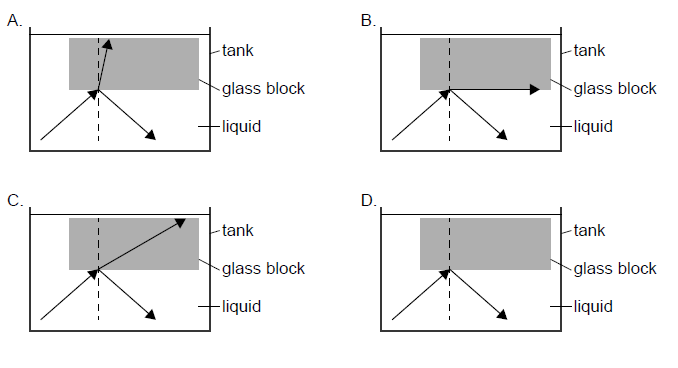 A.
tank
glass block
liquid
B.
tank
glass block
liquid
C.
tank
glass block
liquid
D.
tank
glass block
liquid